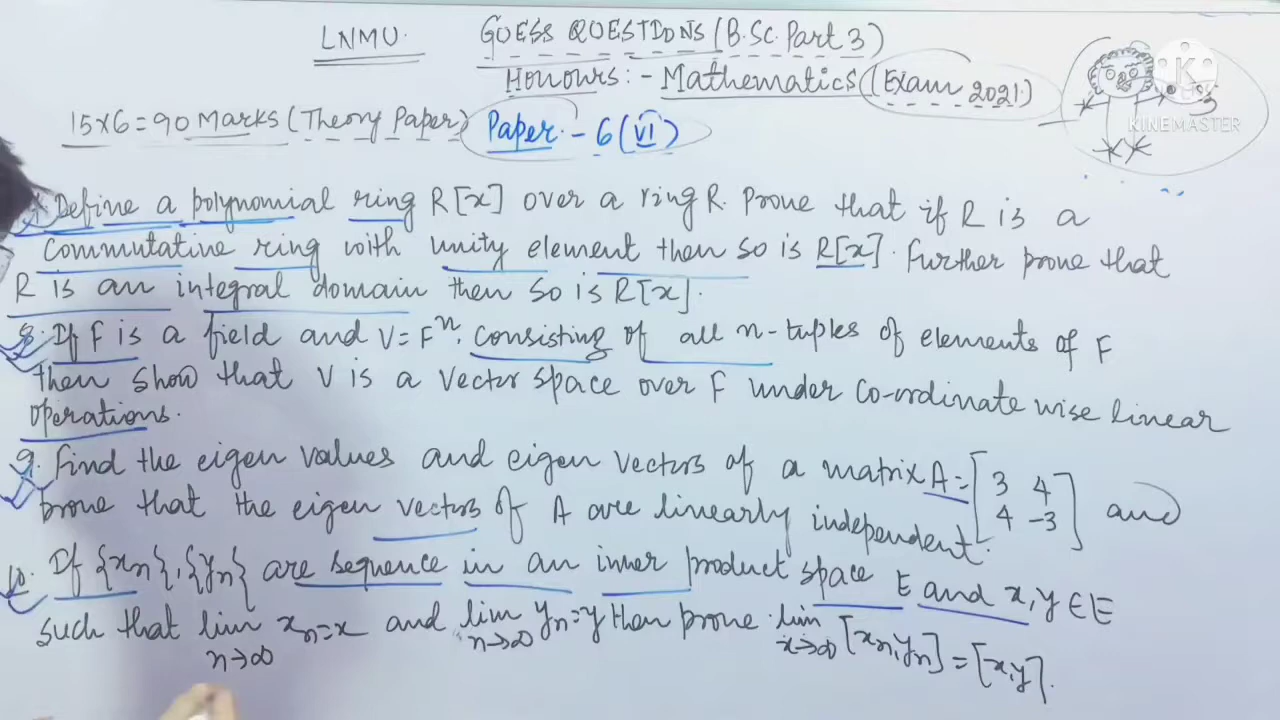 LNMU. GUESS QUESTIONS (B.Sc. Part 3)
Honours:- Mathematics (Exam 2021)
15x6=90 Marks (Theory Paper) Paper - 6 (VI)
KINEMASTER
Define a polynomial ring R[x] over a ring R. Prove that if R is a
commutative ring with unity element then so is R[x]. Further prove that
R is an integral domain then so is R[x].
8. If F is a field and V=Fⁿ. Consisting of all n-tuples of elements of F
then show that V is a vector space over F under co-ordinate wise linear
operations.
9. Find the eigen values and eigen vectors of a matrix A = [3 4 4 -3] and
prove that the eigen vectors of A are linearly independent.
10. If {xn}, {yn} are sequence in an inner product space E and x, y ∈ E
such that lim n→∞ xn=x and lim n→∞ yn=y then prove lim x→∞ [xn, yn] = [x, y].